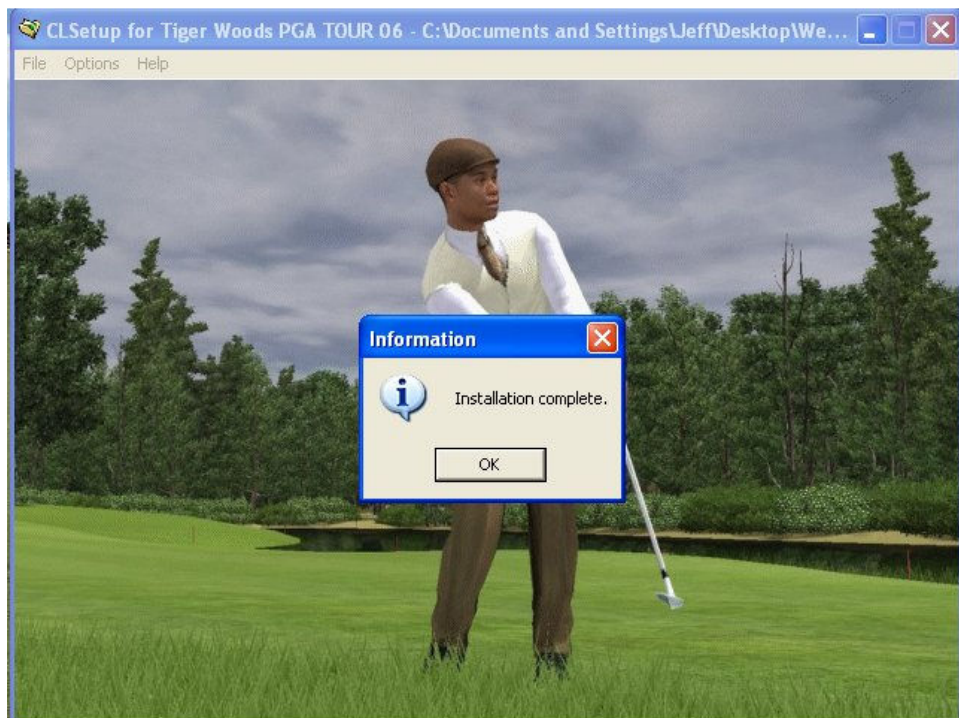 CLSetup for Tiger Woods PGA TOUR 06 - C:\Documents and Settings\Jeff\Desktop\We...
File Options Help
Information
Installation complete.
OK